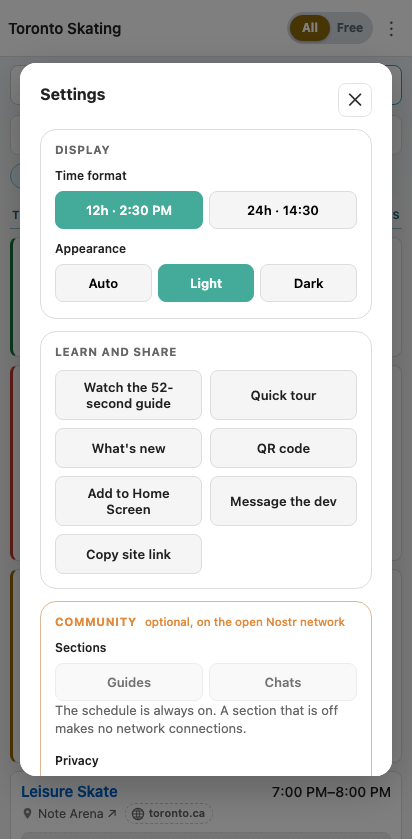 Toronto Skating
All
Free
Settings
DISPLAY
Time format
12h · 2:30 PM
24h · 14:30
Appearance
Auto
Light
Dark
LEARN AND SHARE
Watch the 52-
second guide
Quick tour
What's new
QR code
Add to Home
Screen
Message the dev
Copy site link
COMMUNITY optional, on the open Nostr network
Sections
Guides
Chats
The schedule is always on. A section that is off
makes no network connections.
Privacy
Leisure Skate
7:00 PM–8:00 PM
Note Arena ↗
toronto.ca